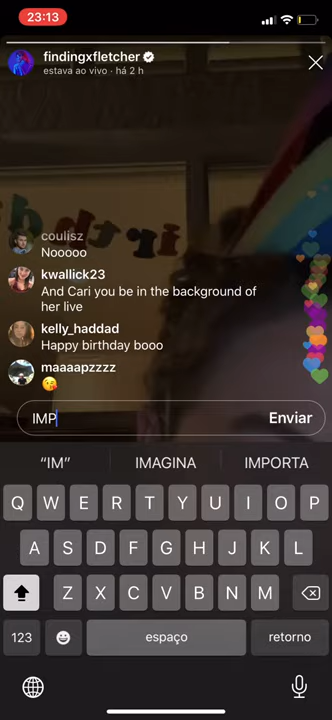 23:13
findingxfletcher
estava ao vivo · há 2 h
coulisz
Nooooo
kwallick23
And Cari you be in the background of
her live
kelly_haddad
Happy birthday booo
maaaapzzzz
😘
IMP
Enviar
“IM” IMAGINA IMPORTA
Q W E R T Y U I O P
A S D F G H J K L
Z X C V B N M
123 espaço retorno